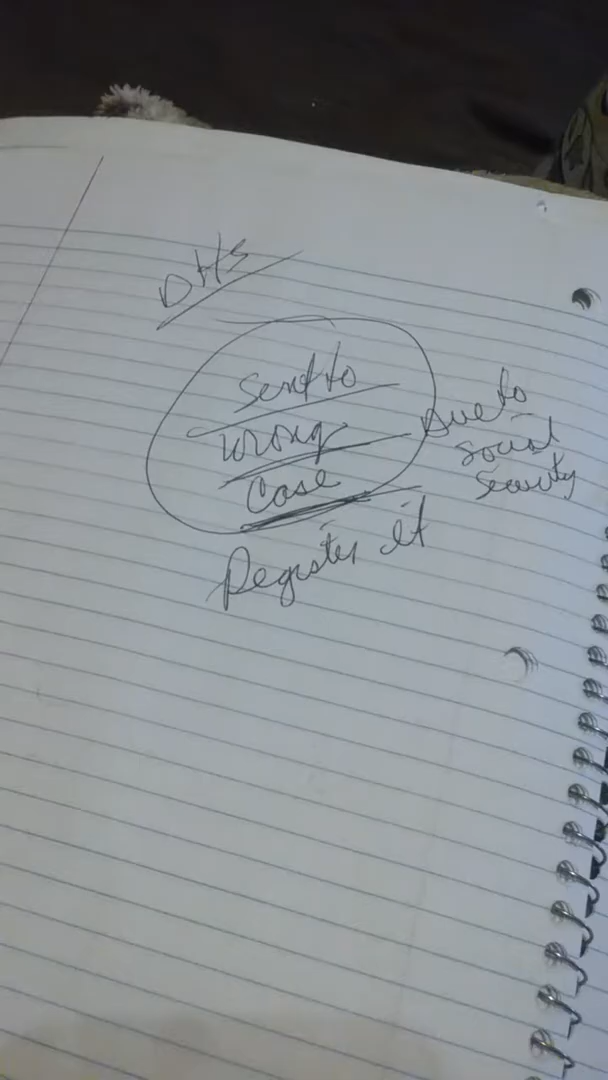 DHS
Sent to
wrong
Case
Due to
social
security
Register it